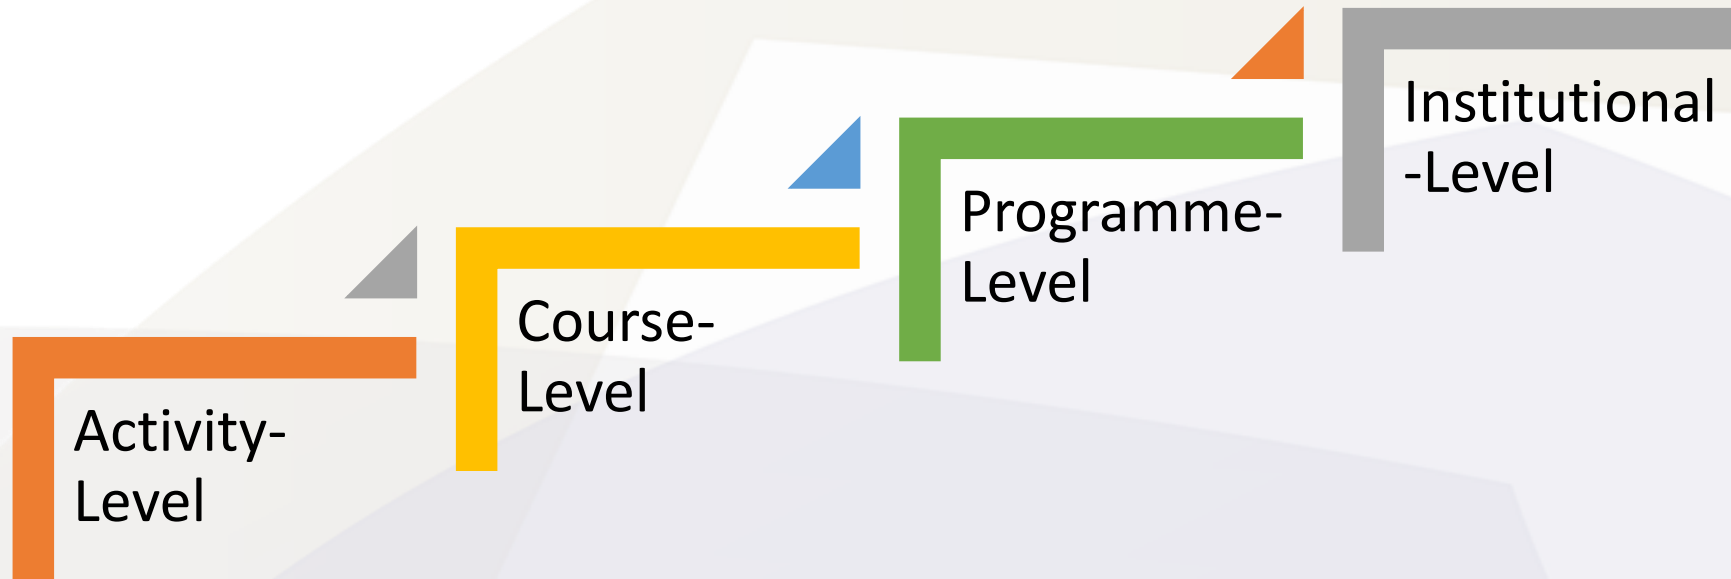 Activity-
Level
Course-
Level
Programme-
Level
Institutional
-Level